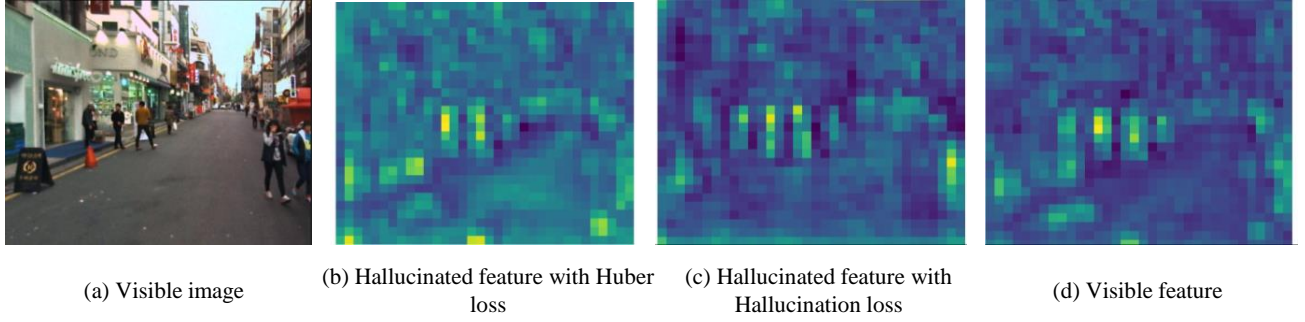 (a) Visible image
(b) Hallucinated feature with Huber
loss
(c) Hallucinated feature with
Hallucination loss
(d) Visible feature